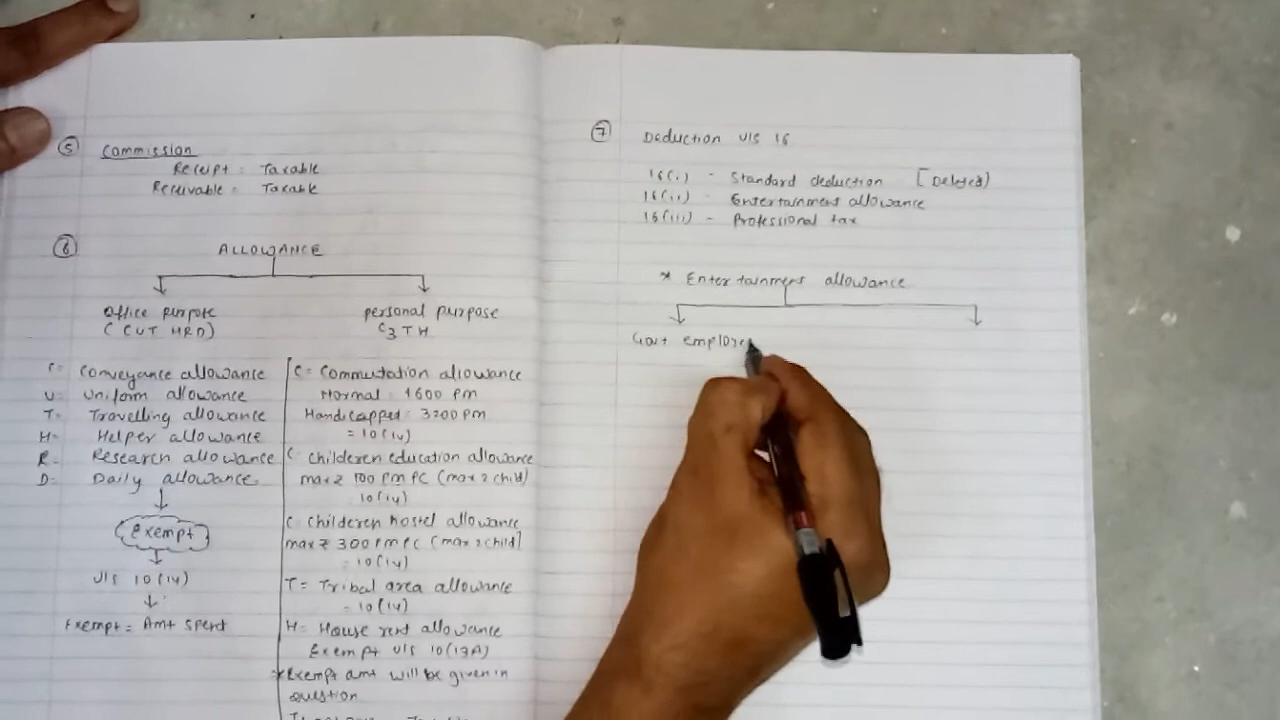 5 Commission
Receipt = Taxable
Receivable = Taxable
6 ALLOWANCE
office purpose
( CUT HRD)
personal purpose
C3 T H
C= Conveyance allowance
U= Uniform allowance
T= Travelling allowance
H= Helper allowance
R= Research allowance
D= Daily allowance
exempt
U/S 10(14)
Exempt = Amt spent
C= Commutation allowance
Normal = 1600 PM
Handicapped = 3200 PM
= 10(14)
C childeren education allowance
max ₹ 100 PM PC (max 2 child)
10(14)
C childeren hostel allowance
max ₹ 300 PM PC (max 2 child]
= 10(14)
T= Tribal area allowance
= 10(14)
H= House rent allowance
Exempt U/S 10(13A)
*Exempt amt will be given in
question
7 Deduction U/S 16
16(i) - Standard deduction [Deleted)
16(ii) - Entertainment allowance
16(iii) - Professional tax
* Entertainment allowance
Govt employee